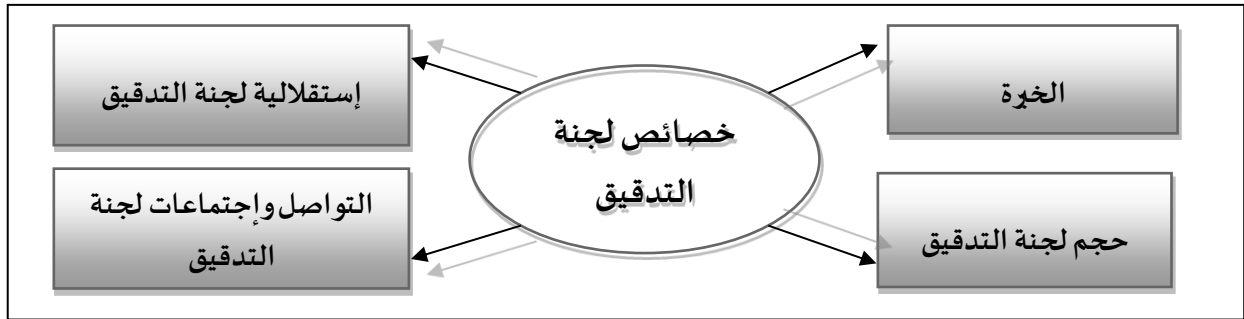 الخبرة
إستقلالية لجنة التدقيق
خصائص لجنة
التدقيق
حجم لجنة التدقيق
التواصل وإجتماعات لجنة
التدقيق